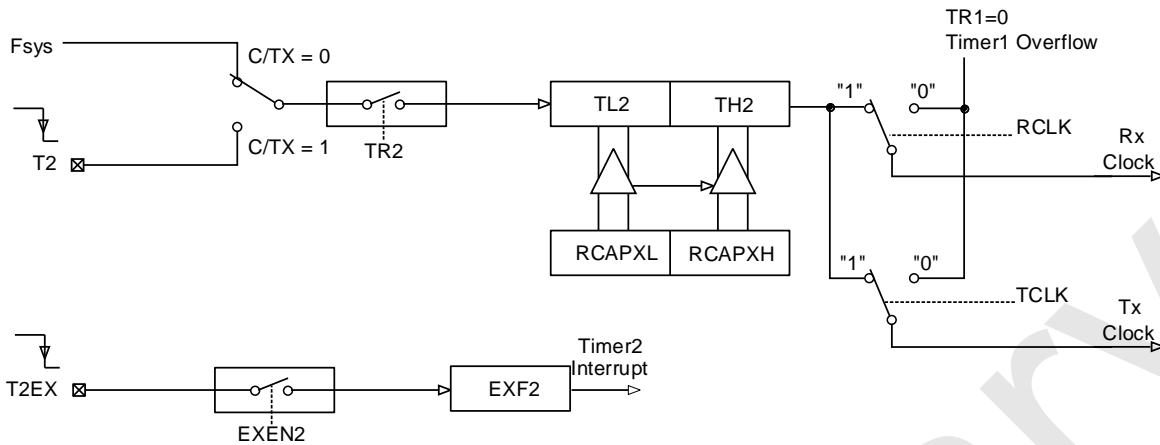 TR1=0
Timer1 Overflow
Fsys
C/TX = 0
T2
C/TX = 1
TR2
TL2
TH2
RCAPXL
RCAPXH
"1"
"0"
RCLK
Rx
Clock
"1"
"0"
TCLK
Tx
Clock
T2EX
EXEN2
EXF2
Timer2
Interrupt